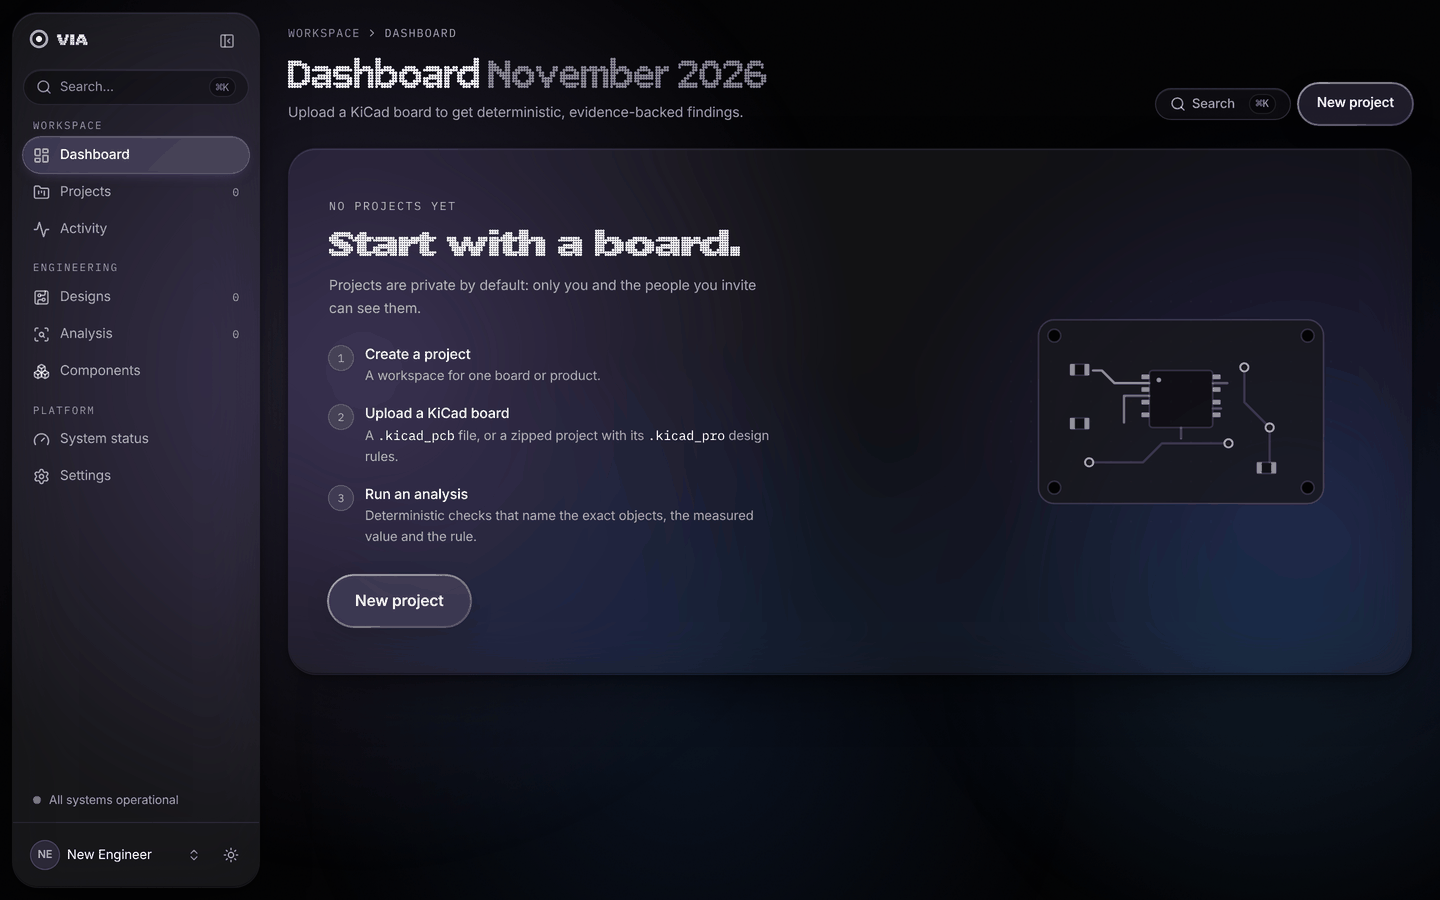 VIA
Search...
⌘K
WORKSPACE
Dashboard
Projects
0
Activity
ENGINEERING
Designs
0
Analysis
0
Components
PLATFORM
System status
Settings
All systems operational
NE
New Engineer
WORKSPACE > DASHBOARD
Dashboard November 2026
Upload a KiCad board to get deterministic, evidence-backed findings.
Search
⌘K
New project
NO PROJECTS YET
Start with a board.
Projects are private by default: only you and the people you invite
can see them.
1
Create a project
A workspace for one board or product.
2
Upload a KiCad board
A .kicad_pcb file, or a zipped project with its .kicad_pro design
rules.
3
Run an analysis
Deterministic checks that name the exact objects, the measured
value and the rule.
New project